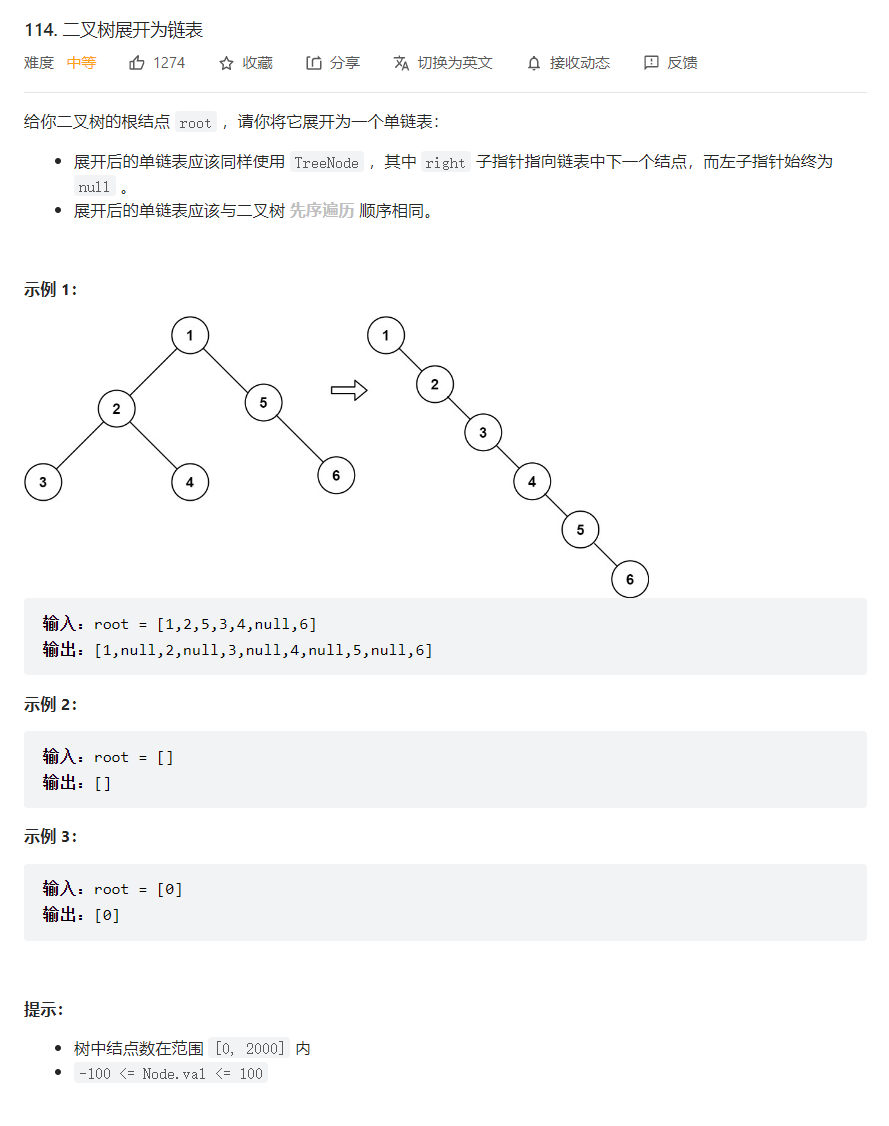 114. 二叉树展开为链表
难度 中等 1274 收藏 分享 切换为英文 接收动态 反馈
给你二叉树的根结点 root ，请你将它展开为一个单链表：
展开后的单链表应该同样使用 TreeNode ，其中 right 子指针指向链表中下一个结点，而左子指针始终为
null 。
展开后的单链表应该与二叉树 先序遍历 顺序相同。
示例 1：
1
2
5
3
4
6
1
2
3
4
5
6
输入：root = [1,2,5,3,4,null,6]
输出：[1,null,2,null,3,null,4,null,5,null,6]
示例 2：
输入：root = []
输出：[]
示例 3：
输入：root = [0]
输出：[0]
提示：
树中结点数在范围 [0, 2000] 内
-100 <= Node.val <= 100